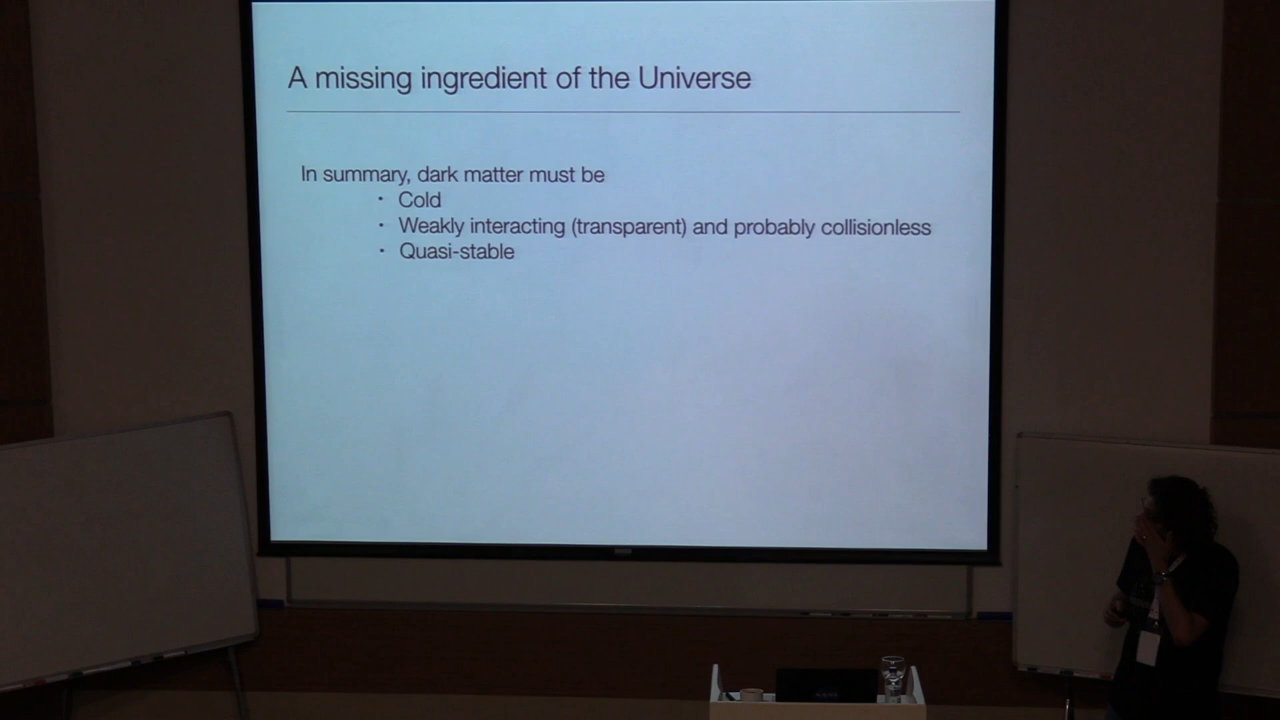 A missing ingredient of the Universe
In summary, dark matter must be
· Cold
· Weakly interacting (transparent) and probably collisionless
· Quasi-stable